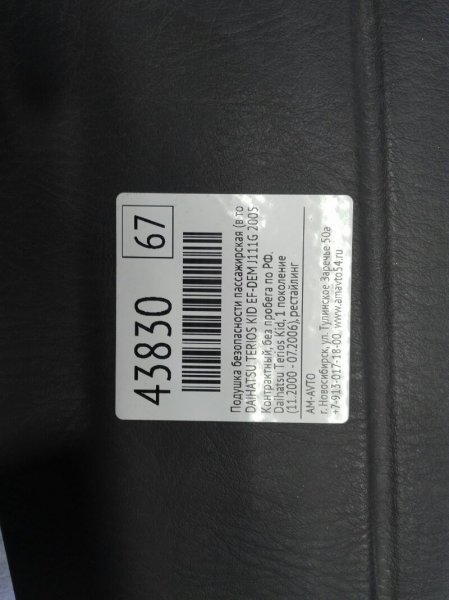 43830 67
Подушка безопасности пассажирская (в то
DAIHATSU TERIOS KID EF-DEM J111G 2005
Контрактный, без пробега по РФ.
Daihatsu Terios Kid, 1 поколение
(11.2000 - 07.2006), рестайлинг
АМ-АVТО
г. Новосибирск, ул. Тулинское Заречье 50а
+7-913-017-18-00, www.amavto54.ru